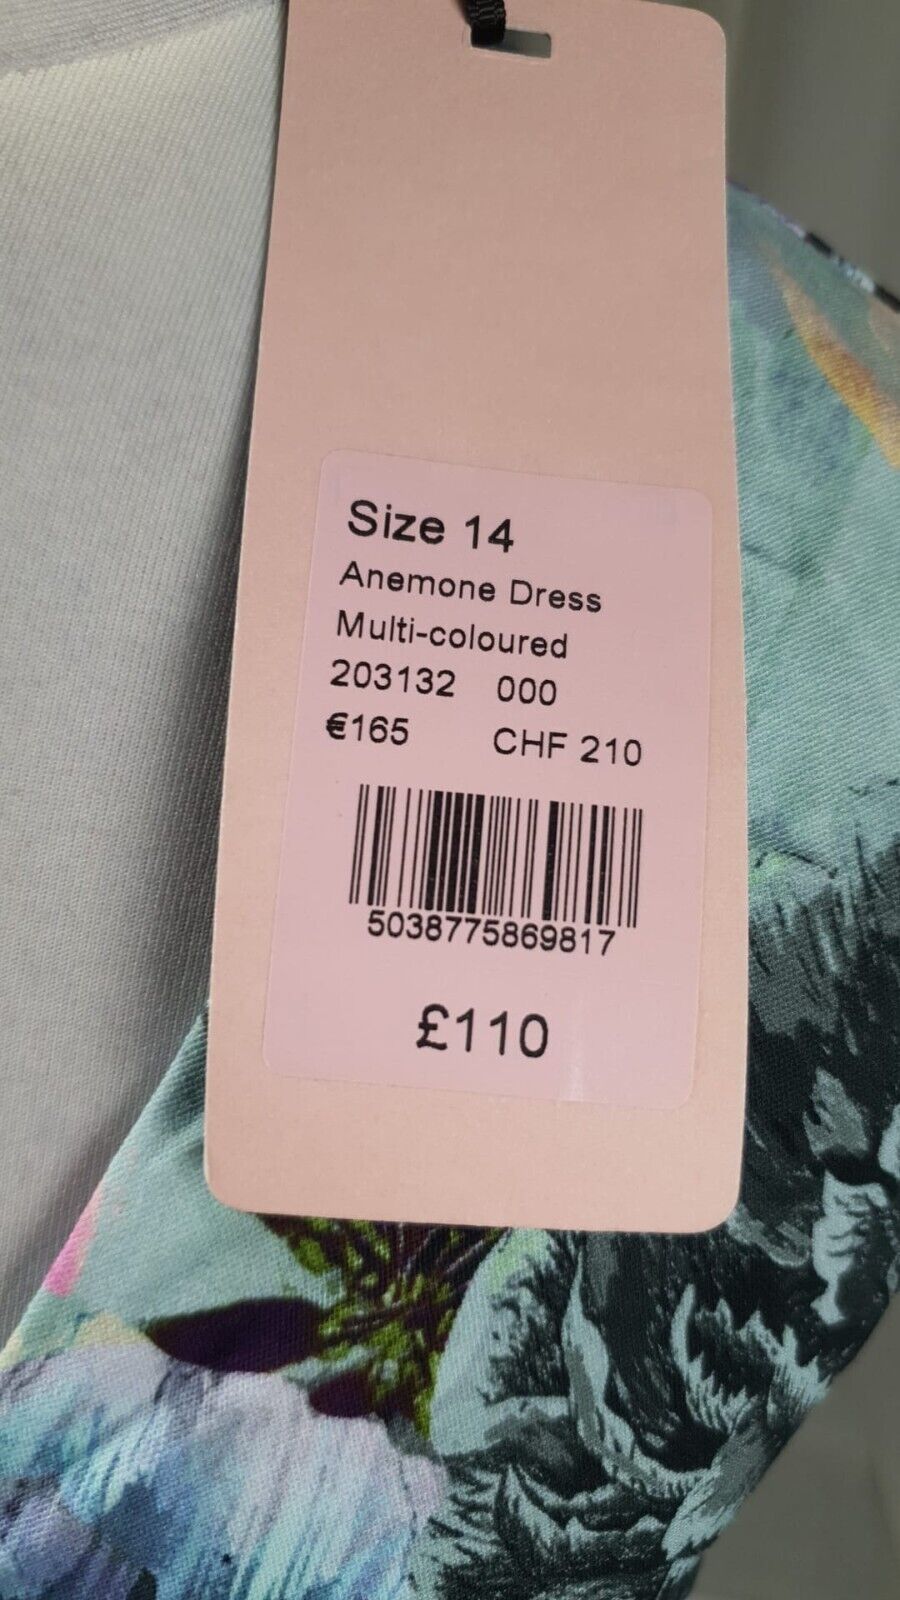 Size 14
Anemone Dress
Multi-coloured
203132 000
€165 CHF 210
5038775869817
£110